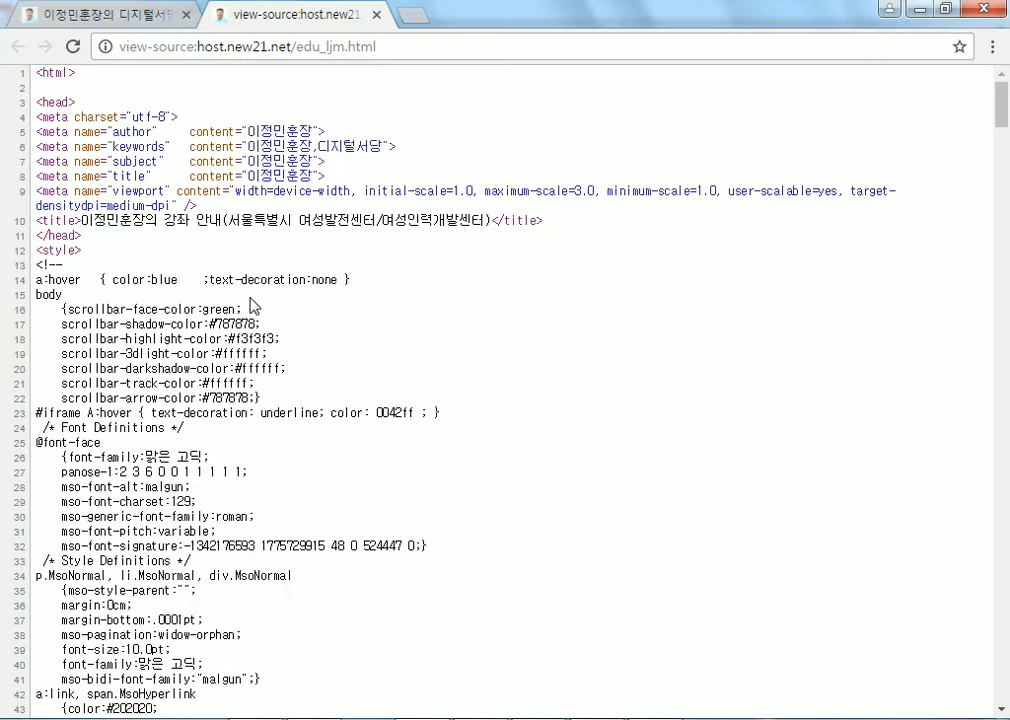 이정민훈장의 디지털서당
view-source:host.new21.
view-source:host.new21.net/edu_ljm.html
1 <html>
2
3 <head>
4 <meta charset="utf-8">
5 <meta name="author" content="이정민훈장">
6 <meta name="keywords" content="이정민훈장,디지털서당">
7 <meta name="subject" content="이정민훈장">
8 <meta name="title" content="이정민훈장">
9 <meta name="viewport" content="width=device-width, initial-scale=1.0, maximum-scale=3.0, minimum-scale=1.0, user-scalable=yes, target-
densitydpi=medium-dpi" />
10 <title>이정민훈장의 강좌 안내(서울특별시 여성발전센터/여성인력개발센터)</title>
11 </head>
12 <style>
13 <!--
14 a:hover { color:blue ;text-decoration:none }
15 body
16 {scrollbar-face-color:green;
17 scrollbar-shadow-color:#787878;
18 scrollbar-highlight-color:#f3f3f3;
19 scrollbar-3dlight-color:#ffffff;
20 scrollbar-darkshadow-color:#ffffff;
21 scrollbar-track-color:#ffffff;
22 scrollbar-arrow-color:#787878;}
23 #iframe A:hover { text-decoration: underline; color: 0042ff ; }
24 /* Font Definitions */
25 @font-face
26 {font-family:맑은 고딕;
27 panose-1:2 3 6 0 0 1 1 1 1 1;
28 mso-font-alt:malgun;
29 mso-font-charset:129;
30 mso-generic-font-family:roman;
31 mso-font-pitch:variable;
32 mso-font-signature:-1342176593 1775729915 48 0 524447 0;}
33 /* Style Definitions */
34 p.MsoNormal, li.MsoNormal, div.MsoNormal
35 {mso-style-parent:"";
36 margin:0cm;
37 margin-bottom:.0001pt;
38 mso-pagination:widow-orphan;
39 font-size:10.0pt;
40 font-family:맑은 고딕;
41 mso-bidi-font-family:"malgun";}
42 a:link, span.MsoHyperlink
43 {color:#202020;